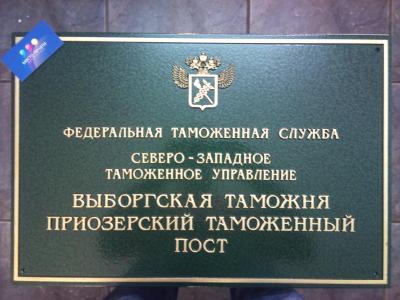 ФЕДЕРАЛЬНАЯ ТАМОЖЕННАЯ СЛУЖБА
СЕВЕРО - ЗАПАДНОЕ
ТАМОЖЕННОЕ УПРАВЛЕНИЕ
ВЫБОРГСКАЯ ТАМОЖНЯ
ПРИОЗЕРСКИЙ ТАМОЖЕННЫЙ
ПОСТ